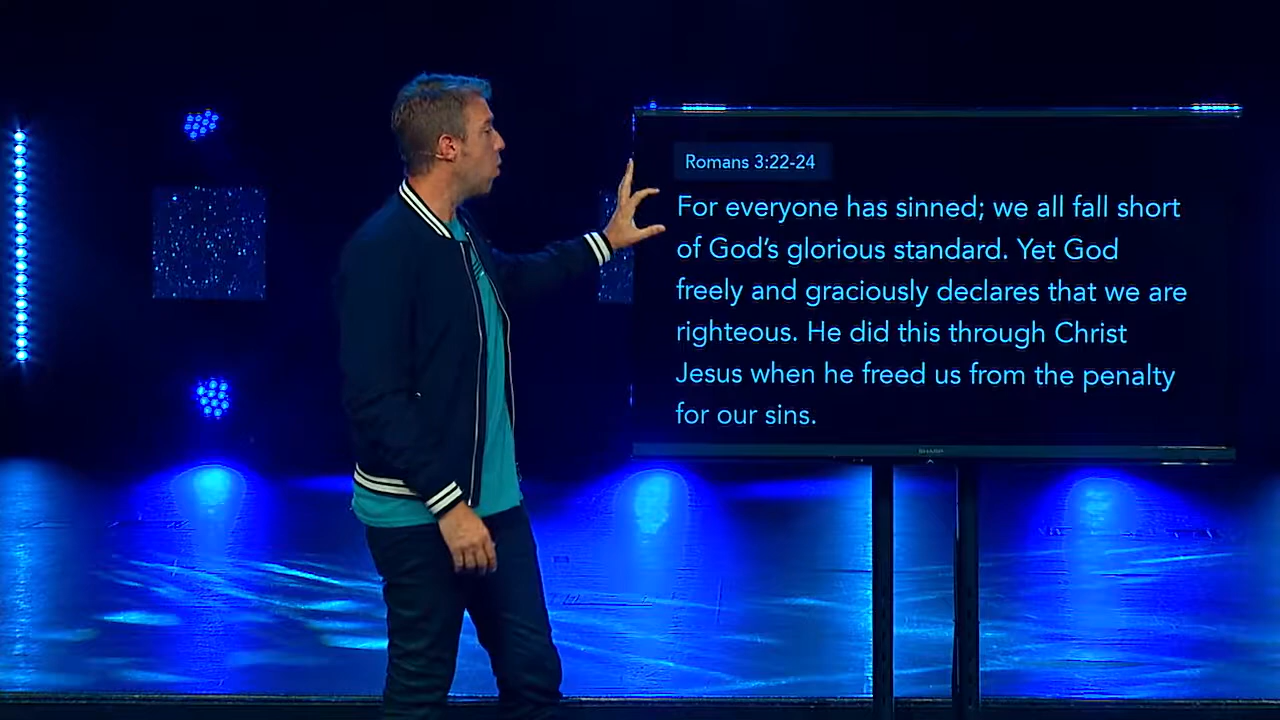 Romans 3:22-24
For everyone has sinned; we all fall short
of God's glorious standard. Yet God
freely and graciously declares that we are
righteous. He did this through Christ
Jesus when he freed us from the penalty
for our sins.
SHARP